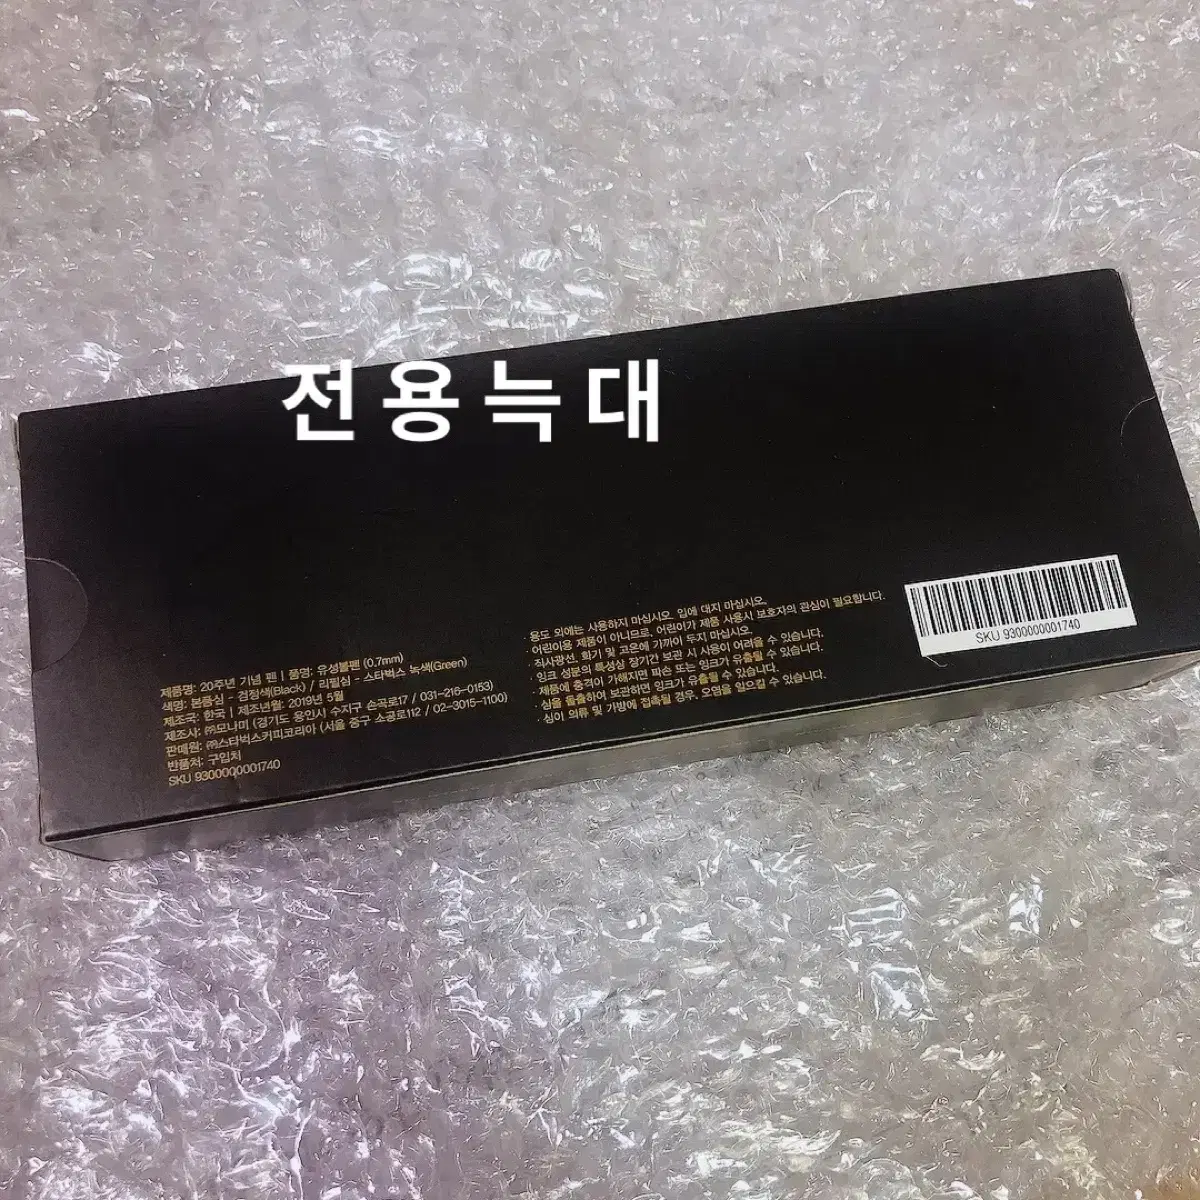 전용늑대
제품명: 20주년 기념 펜 | 품명: 유성볼펜 (0.7mm)
색명: 본품심 - 검정색(Black) / 리필심 - 스타벅스 녹색(Green)
제조국: 한국 | 제조년월: 2019년 5월
제조사: ㈜모나미 (경기도 용인시 수지구 손곡로17 / 031-216-0153)
판매원: ㈜스타벅스커피코리아 (서울 중구 소공로112 / 02-3015-1100)
반품처: 구입처
SKU 9300000001740
· 용도 외에는 사용하지 마십시오. 입에 대지 마십시오.
· 어린이용 제품이 아니므로, 어린이가 제품 사용시 보호자의 관심이 필요합니다.
· 직사광선, 화기 및 고온에 가까이 두지 마십시오.
· 잉크 성분의 특성상 장기간 보관 시 사용이 어려울 수 있습니다.
· 제품에 충격이 가해지면 파손 또는 잉크가 유출될 수 있습니다.
· 심을 돌출하여 보관하면 잉크가 유출될 수 있습니다.
· 심이 의류 및 가방에 접촉될 경우, 오염을 일으킬 수 있습니다.
SKU 9300000001740